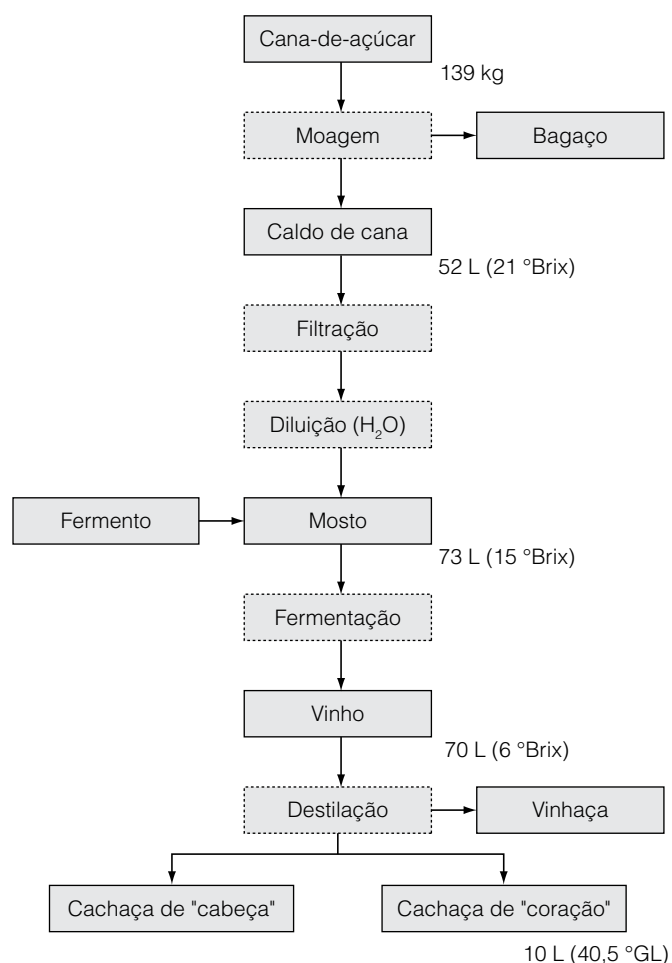 Cana-de-açúcar
139 kg
Moagem
Bagaço
Caldo de cana
52 L (21 °Brix)
Filtração
Diluição (H₂O)
Fermento
Mosto
73 L (15 °Brix)
Fermentação
Vinho
70 L (6 °Brix)
Destilação
Vinhaça
Cachaça de "cabeça"
Cachaça de "coração"
10 L (40,5 °GL)